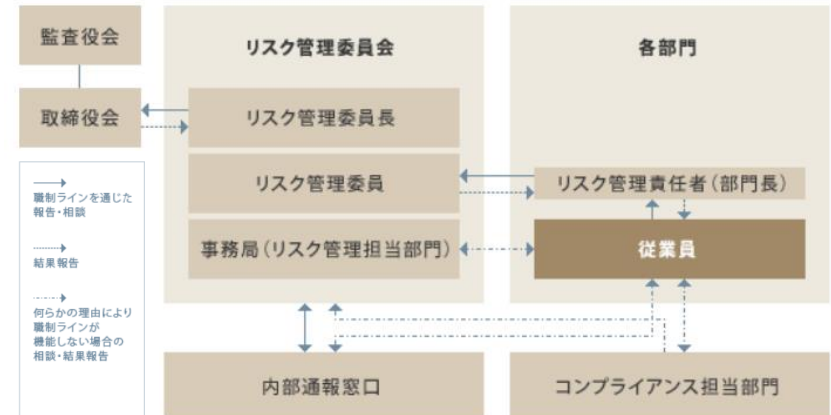 監査役会
取締役会
リスク管理委員会
リスク管理委員長
リスク管理委員
事務局(リスク管理担当部門)
各部門
リスク管理責任者(部門長)
従業員
職制ラインを通じた
報告・相談
結果報告
何らかの理由により
職制ラインが
機能しない場合の
相談・結果報告
内部通報窓口
コンプライアンス担当部門